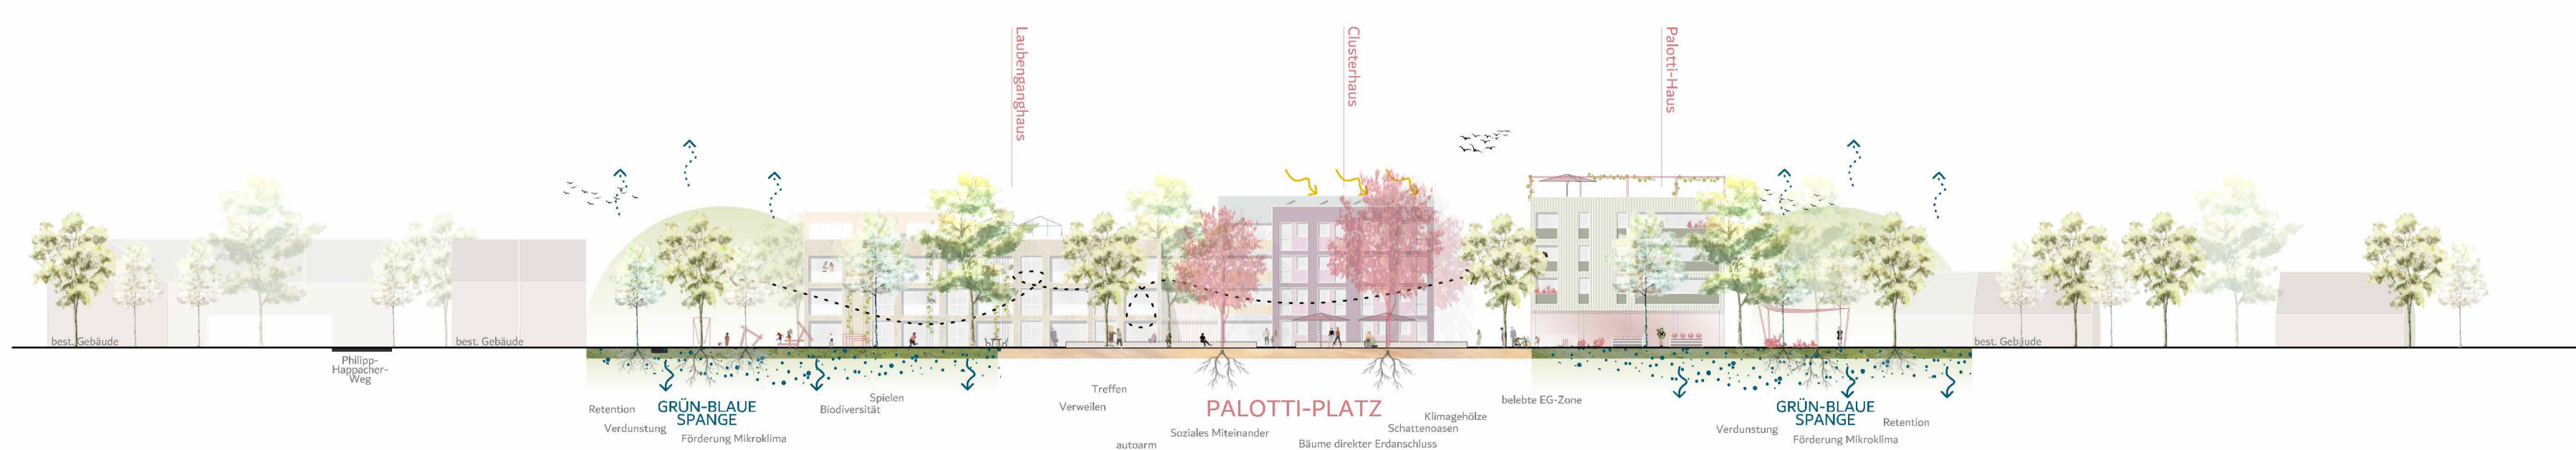 Laubenganghaus
Clusterhaus
Palotti-Haus
best. Gebäude
best. Gebäude
best. Gebäude
Philipp-
Happacher-
Weg
Retention
GRÜN-BLAUE
SPANGE
Verdunstung
Förderung Mikroklima
Biodiversität
Spielen
Treffen
Verweilen
autoarm
PALOTTI-PLATZ
Soziales Miteinander
Klimagehölze
Schattenoasen
Bäume direkter Erdanschluss
belebte EG-Zone
GRÜN-BLAUE
SPANGE
Verdunstung
Retention
Förderung Mikroklima